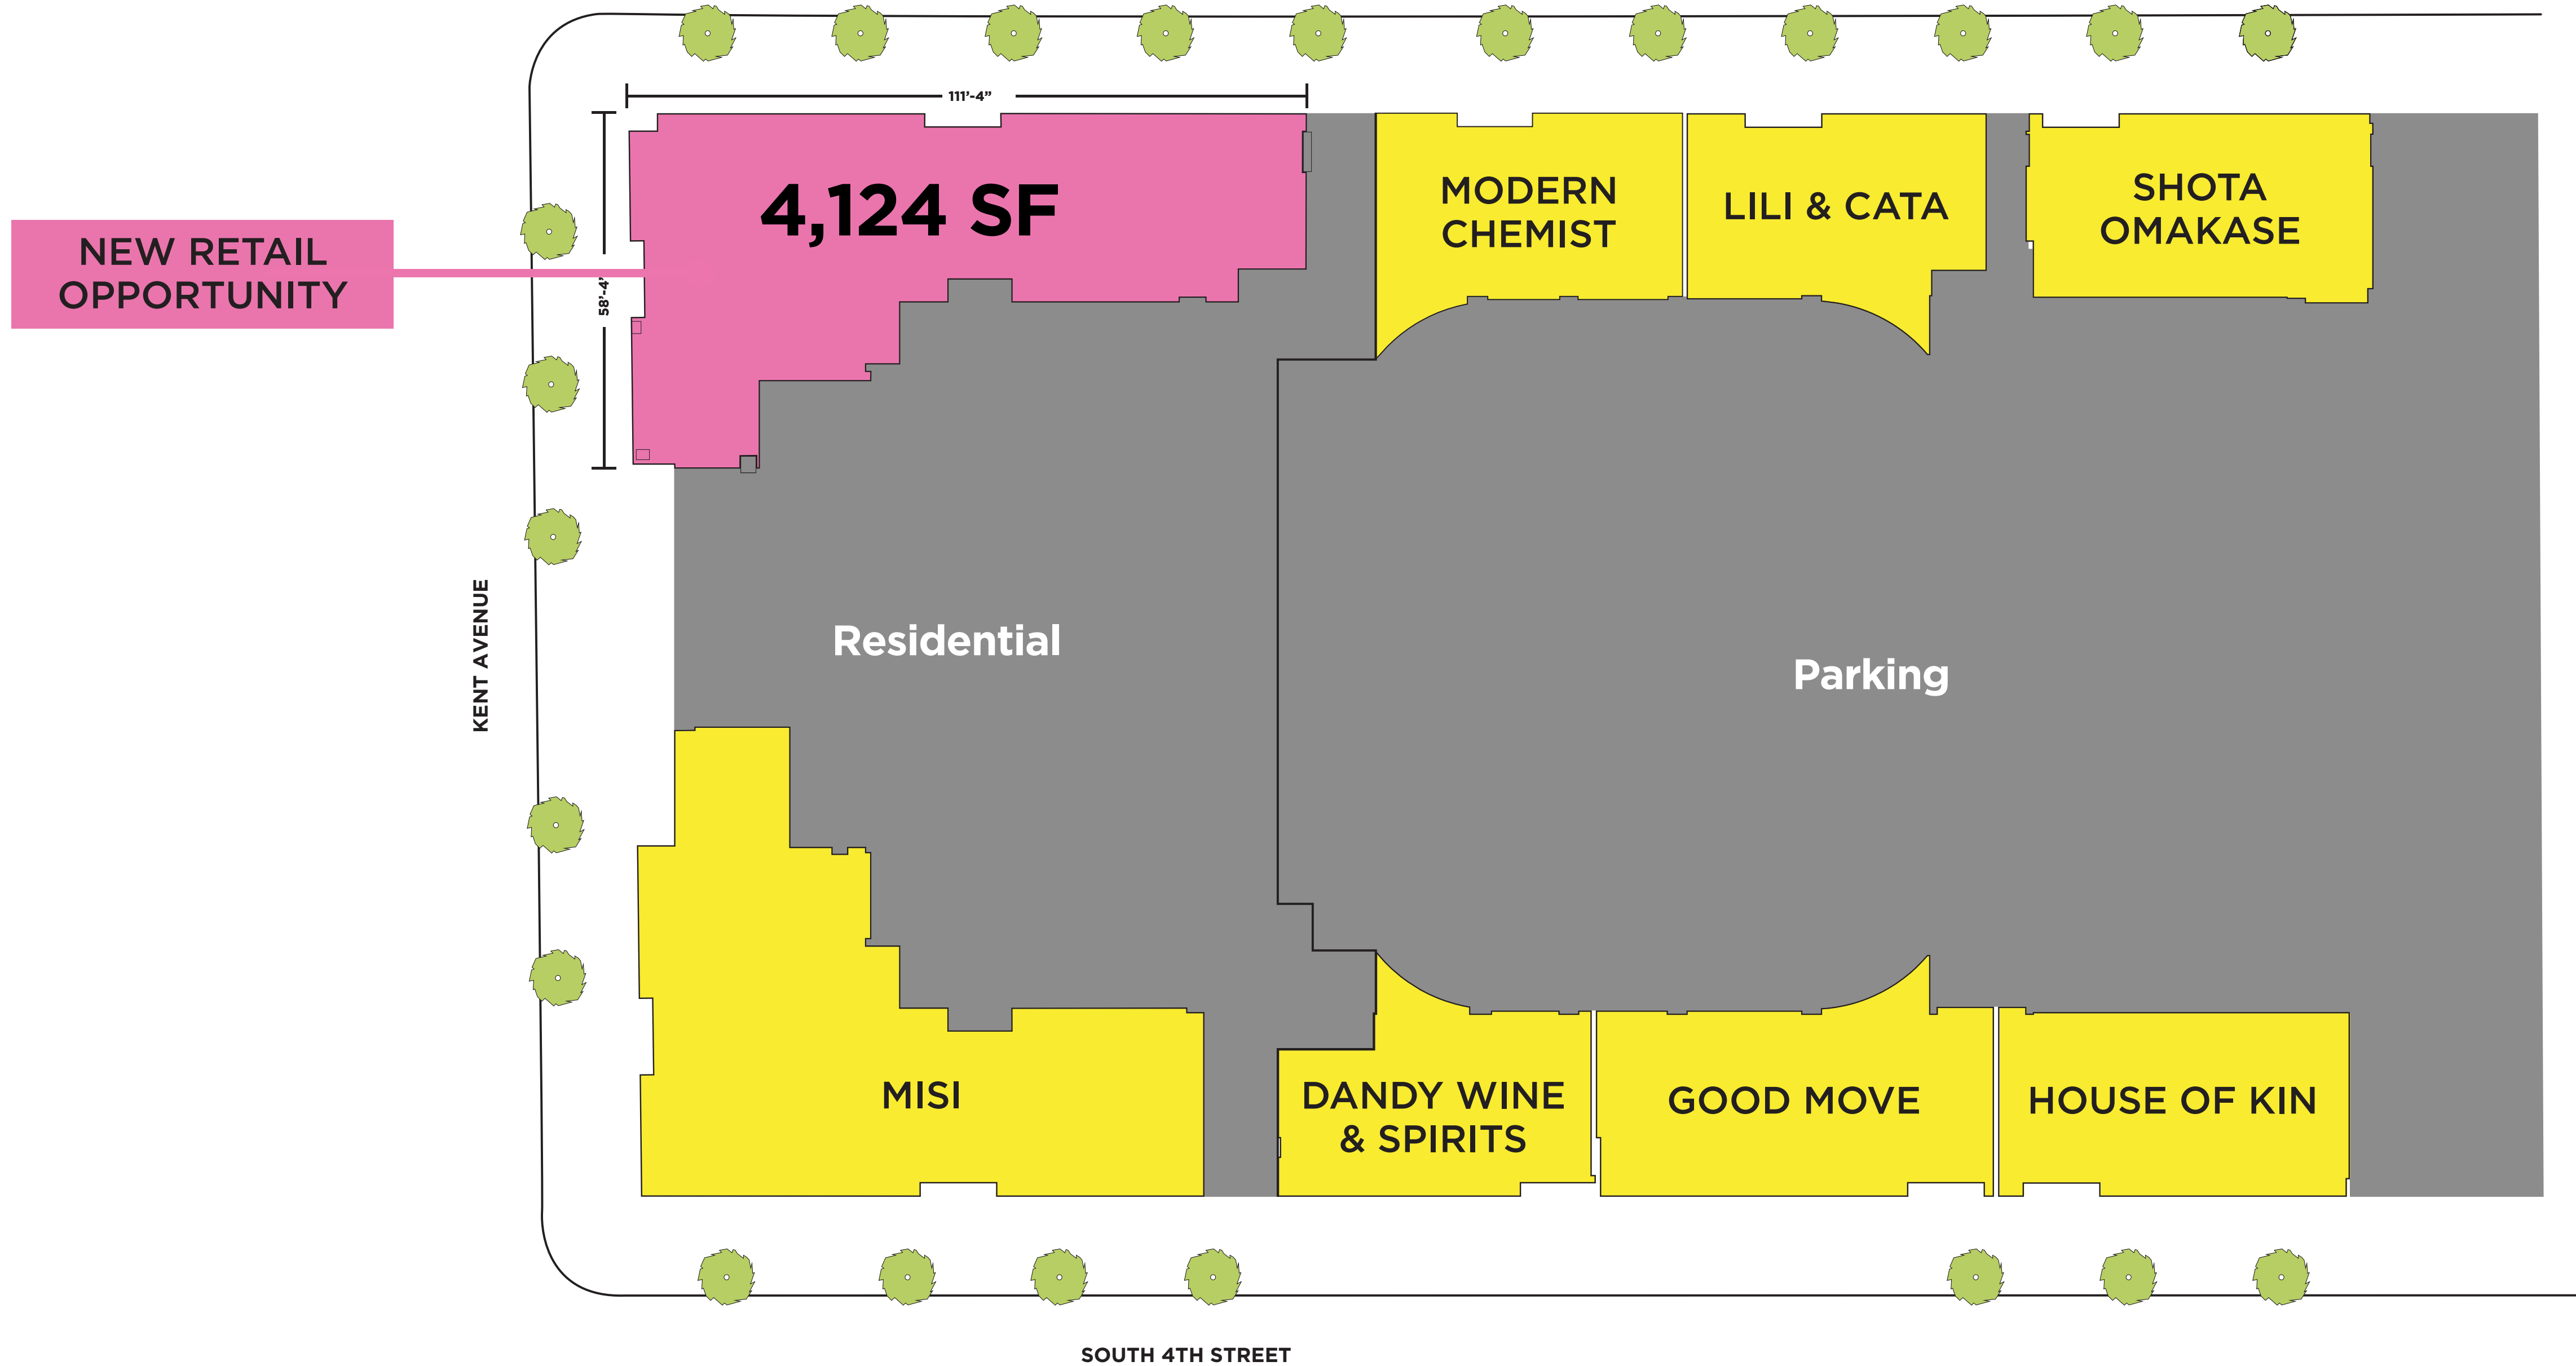 111'-4”
4,124 SF
MODERN
CHEMIST
LILI & CATA
SHOTA
OMAKASE
NEW RETAIL
OPPORTUNITY
58'-4'
KENT AVENUE
Residential
Parking
MISI
DANDY WINE
& SPIRITS
GOOD MOVE
HOUSE OF KIN
SOUTH 4TH STREET